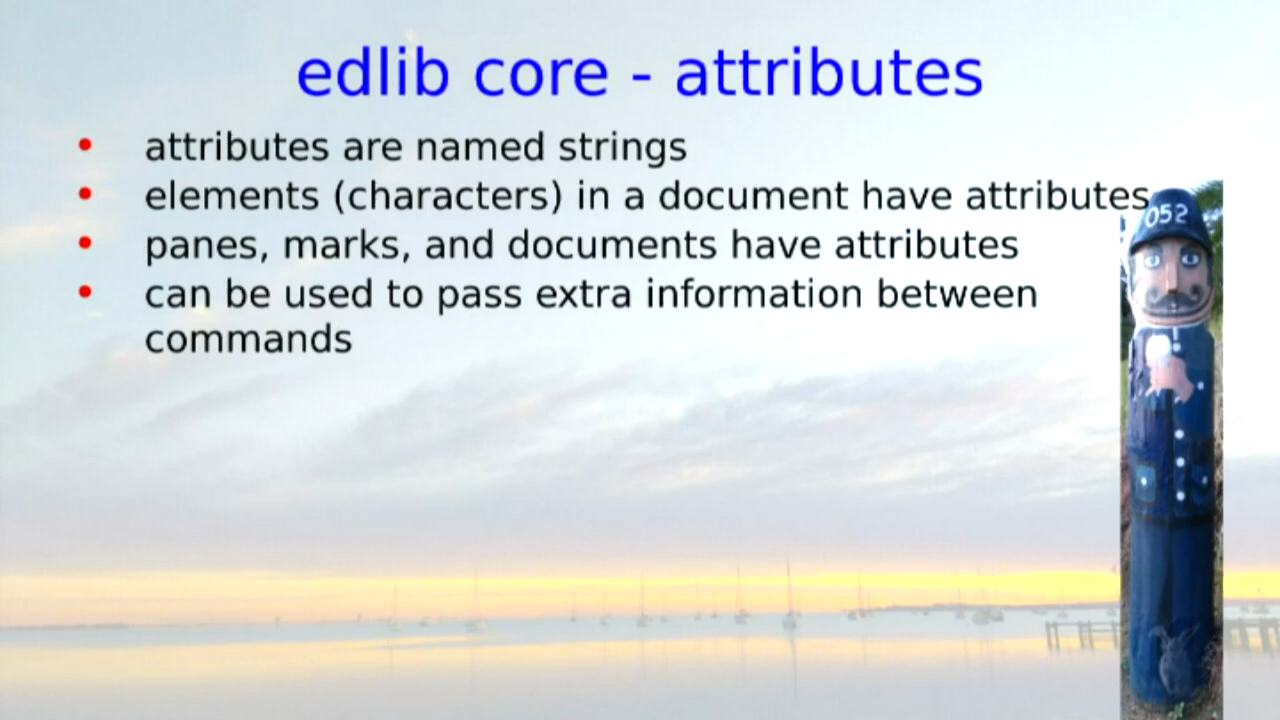 edlib core - attributes
attributes are named strings
elements (characters) in a document have attributes
panes, marks, and documents have attributes
can be used to pass extra information between
commands
052